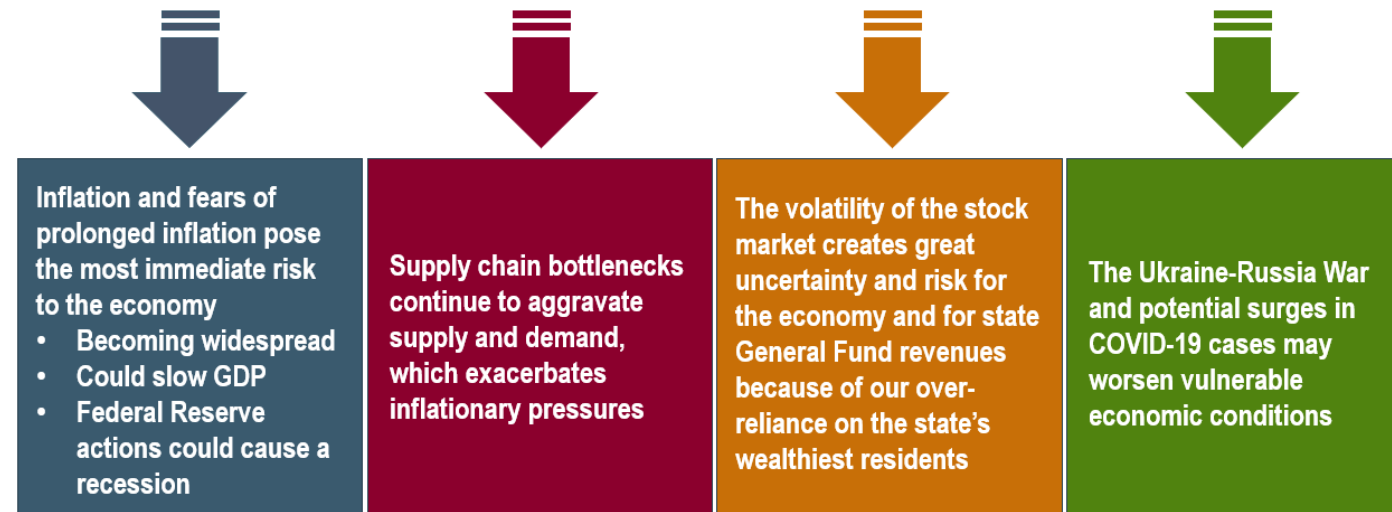 Inflation and fears of
prolonged inflation pose
the most immediate risk
to the economy
• Becoming widespread
• Could slow GDP
• Federal Reserve
actions could cause a
recession
Supply chain bottlenecks
continue to aggravate
supply and demand,
which exacerbates
inflationary pressures
The volatility of the stock
market creates great
uncertainty and risk for
the economy and for state
General Fund revenues
because of our over-
reliance on the state’s
wealthiest residents
The Ukraine-Russia War
and potential surges in
COVID-19 cases may
worsen vulnerable
economic conditions